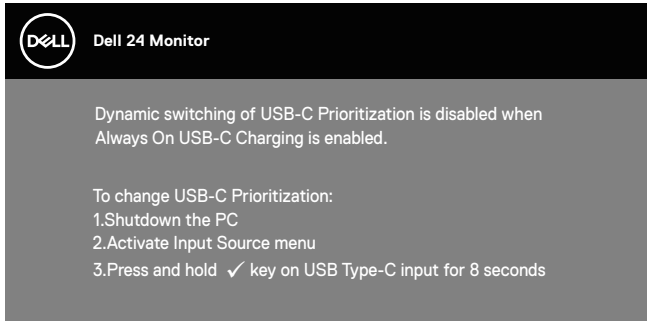 DELL
Dell 24 Monitor
Dynamic switching of USB-C Prioritization is disabled when
Always On USB-C Charging is enabled.
To change USB-C Prioritization:
1.Shutdown the PC
2.Activate Input Source menu
3.Press and hold ✓ key on USB Type-C input for 8 seconds